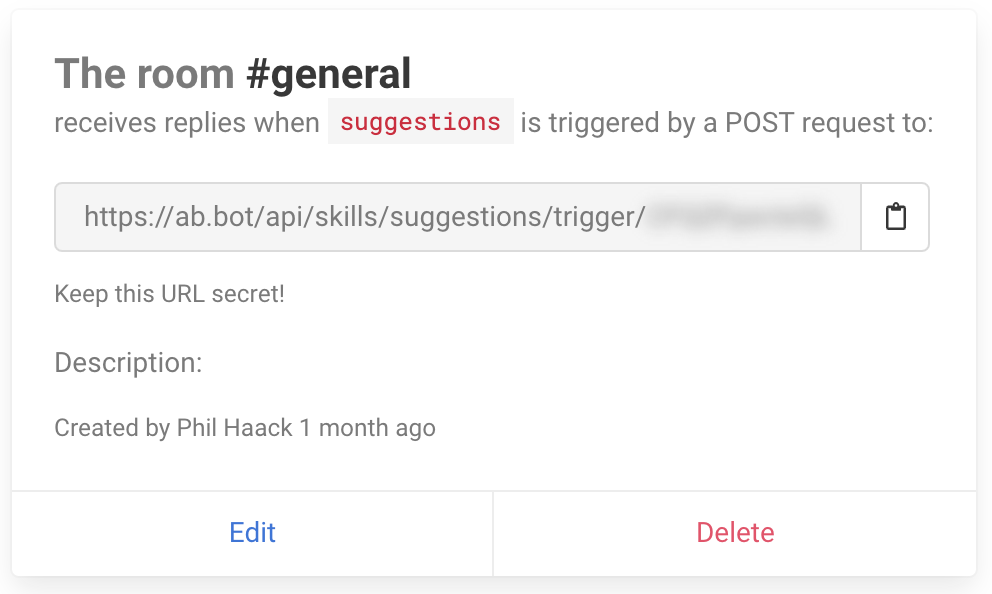 The room #general
receives replies when suggestions is triggered by a POST request to:
https://ab.bot/api/skills/suggestions/trigger/
Keep this URL secret!
Description:
Created by Phil Haack 1 month ago
Edit
Delete